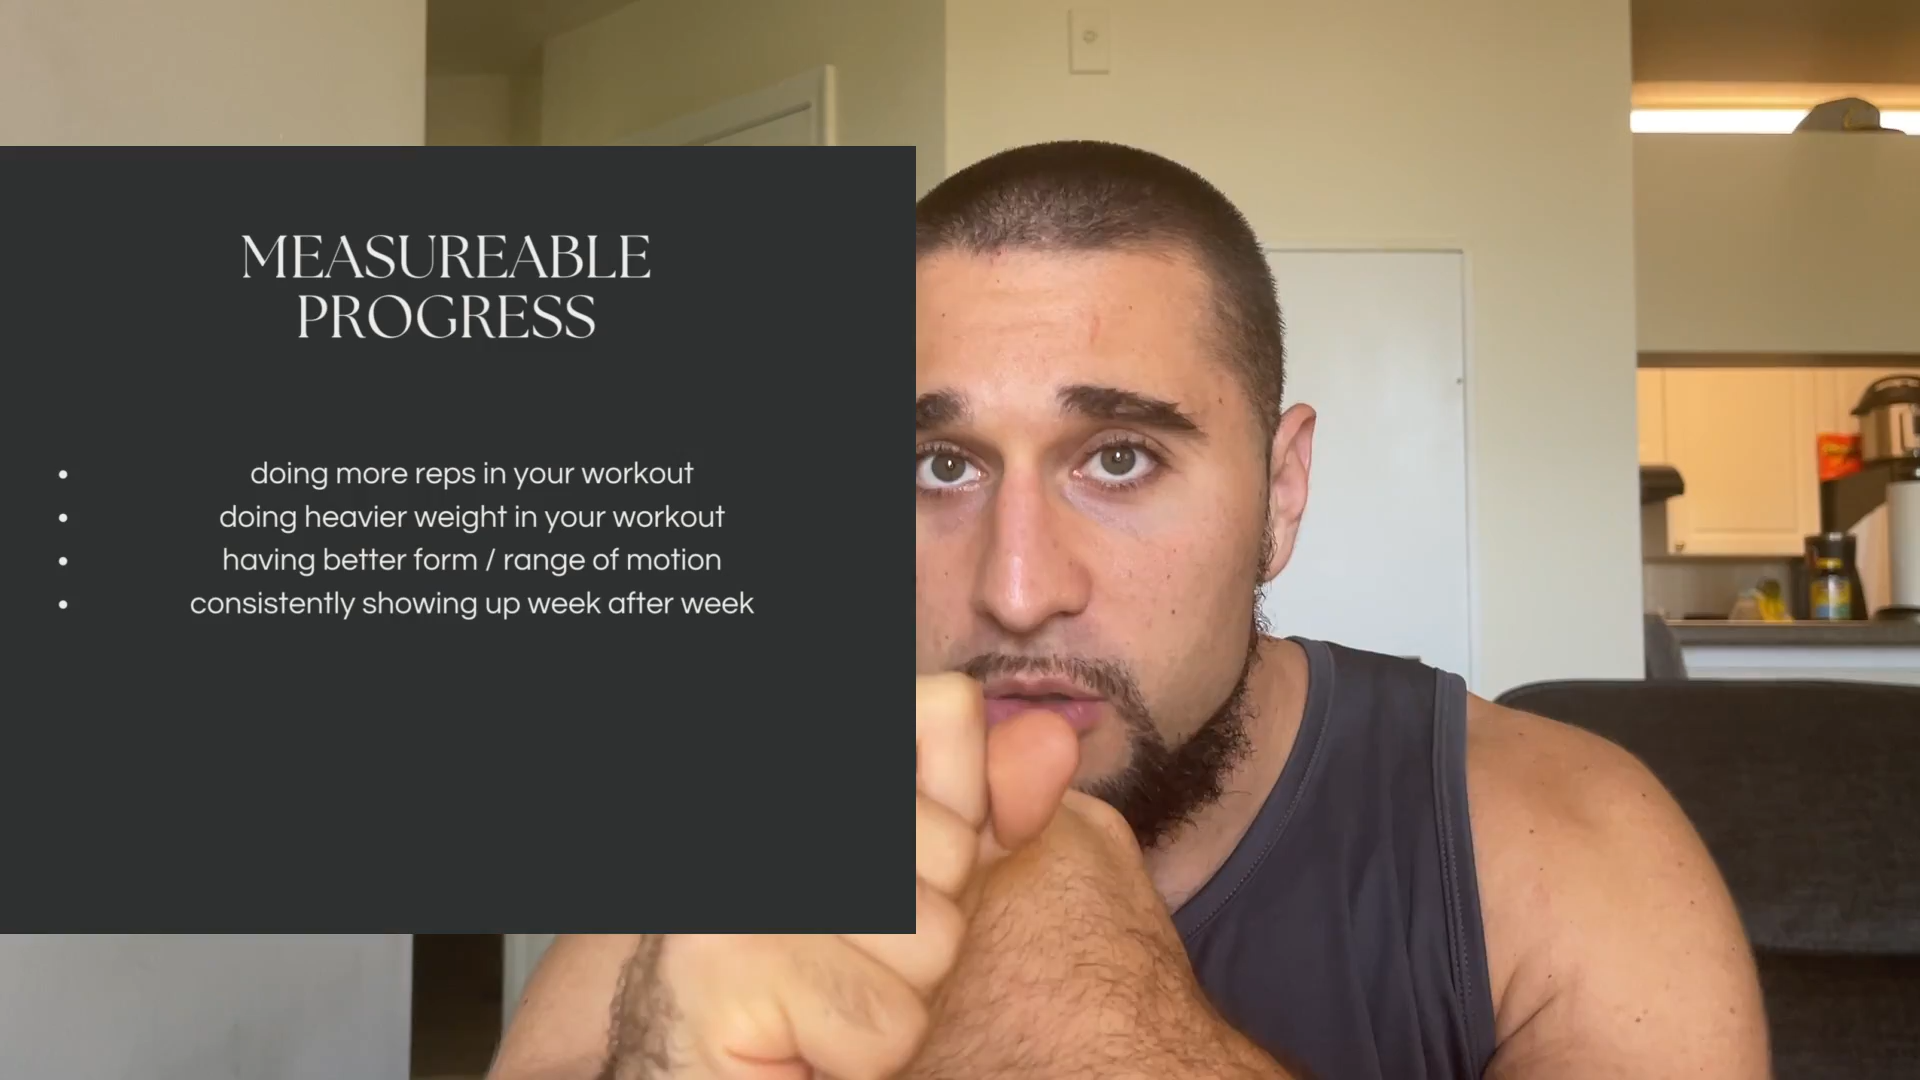 MEASUREABLE
PROGRESS
• doing more reps in your workout
• doing heavier weight in your workout
• having better form / range of motion
• consistently showing up week after week